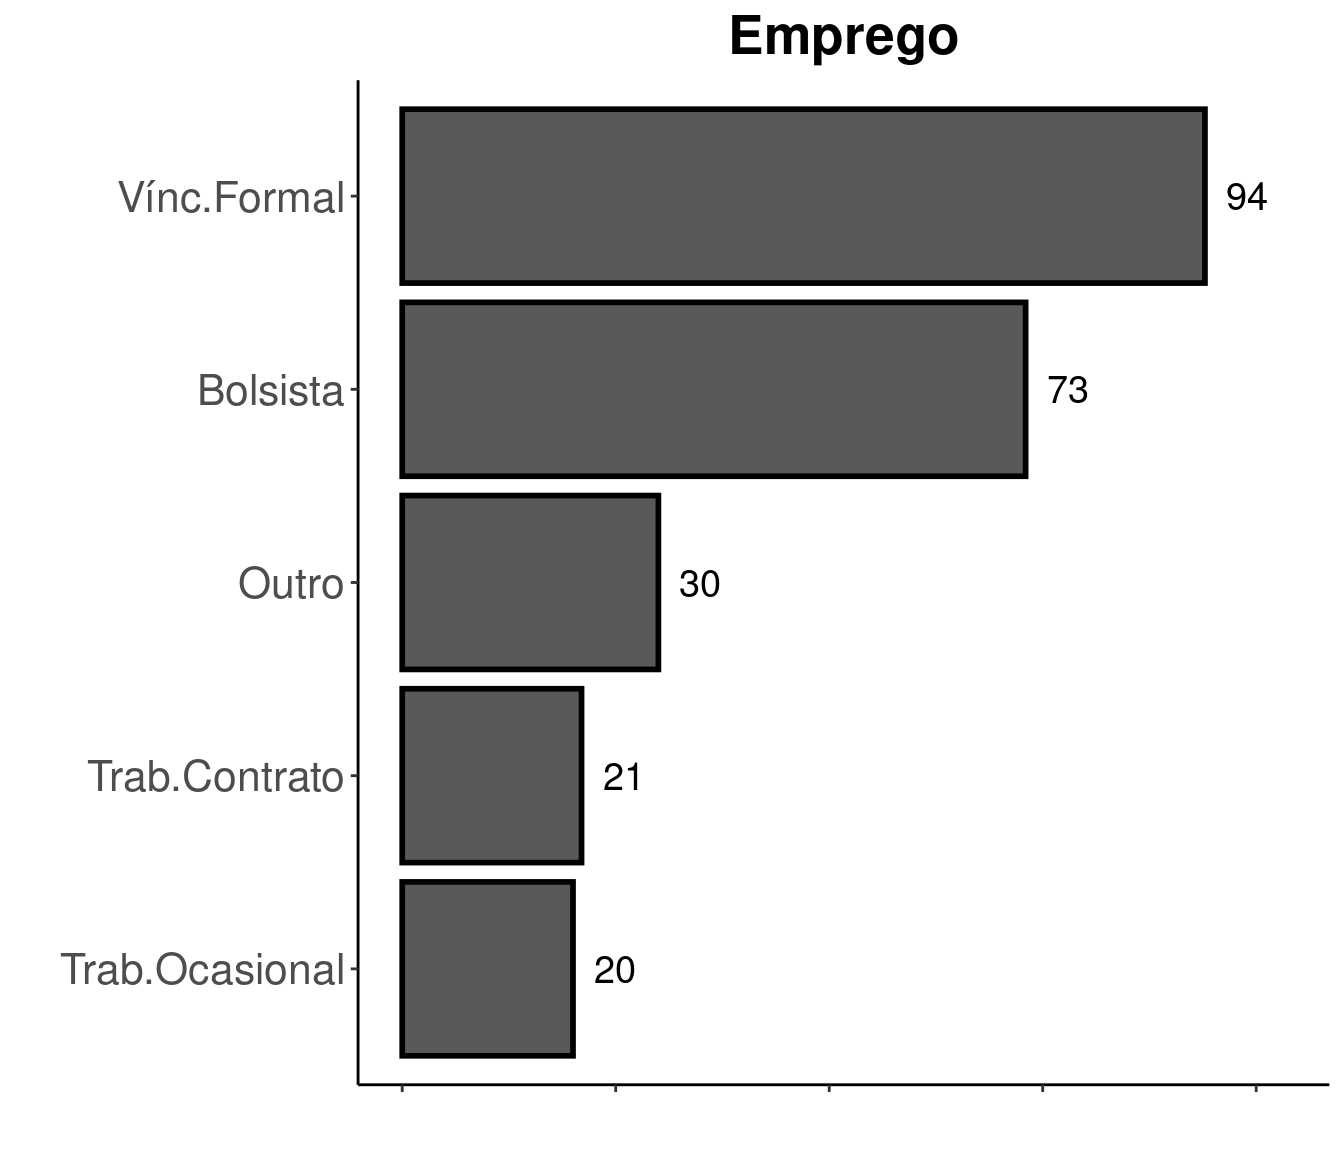 Emprego
Vínc.Formal 94
Bolsista 73
Outro 30
Trab.Contrato 21
Trab.Ocasional 20